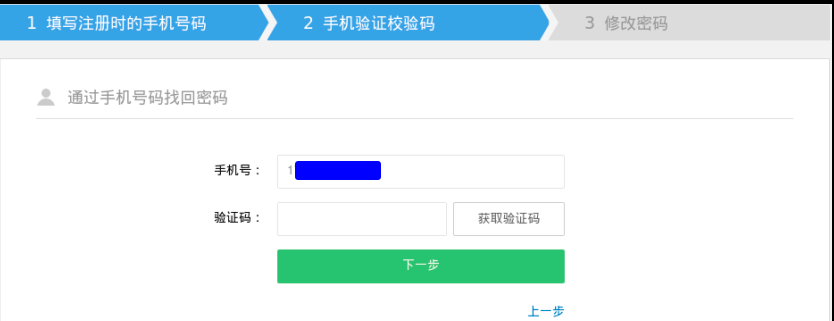 1 填写注册时的手机号码 2 手机验证校验码 3 修改密码
通过手机号码找回密码
手机号： 1
验证码： 获取验证码
下一步
上一步